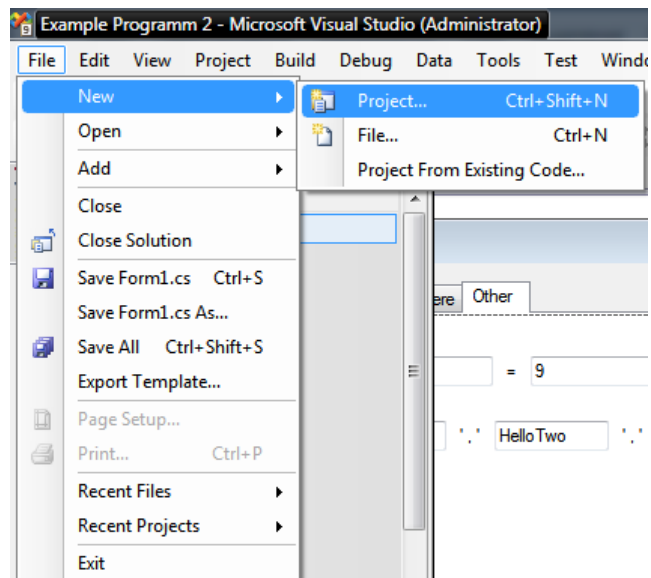 Example Programm 2 - Microsoft Visual Studio (Administrator)
File Edit View Project Build Debug Data Tools Test
New
Project... Ctrl+Shift+N
Open
File... Ctrl+N
Add
Project From Existing Code...
Close
Close Solution
Save Form1.cs Ctrl+S
Other
Save Form1.cs As...
Save All Ctrl+Shift+S
= 9
Export Template...
Page Setup...
'.' HelloTwo '.'
Print... Ctrl+P
Recent Files
Recent Projects
Exit